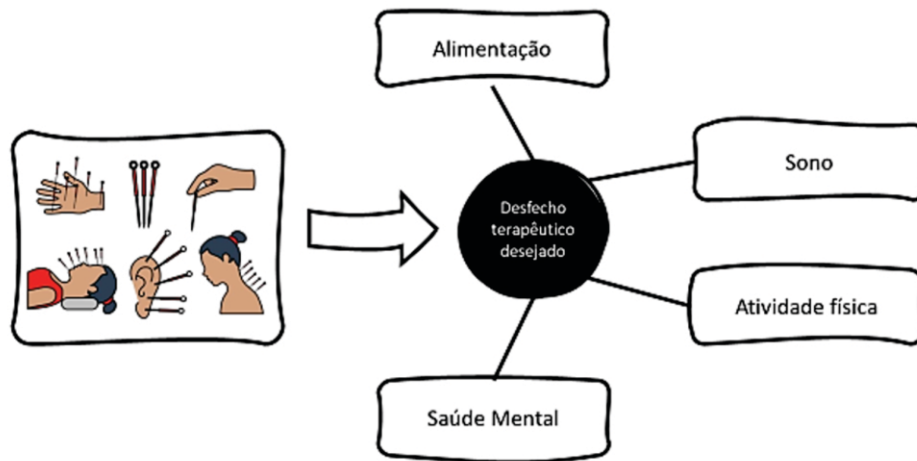 Alimentação
Sono
Desfecho
terapêutico
desejado
Atividade física
Saúde Mental